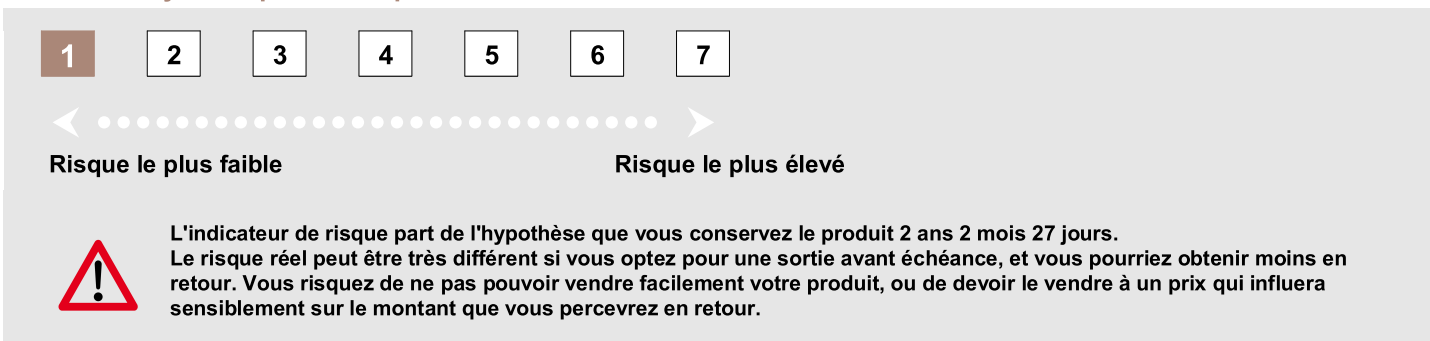 1 2 3 4 5 6 7
Risque le plus faible Risque le plus élevé
L'indicateur de risque part de l'hypothèse que vous conservez le produit 2 ans 2 mois 27 jours.
Le risque réel peut être très différent si vous optez pour une sortie avant échéance, et vous pourriez obtenir moins en
retour. Vous risquez de ne pas pouvoir vendre facilement votre produit, ou de devoir le vendre à un prix qui influera
sensiblement sur le montant que vous percevrez en retour.